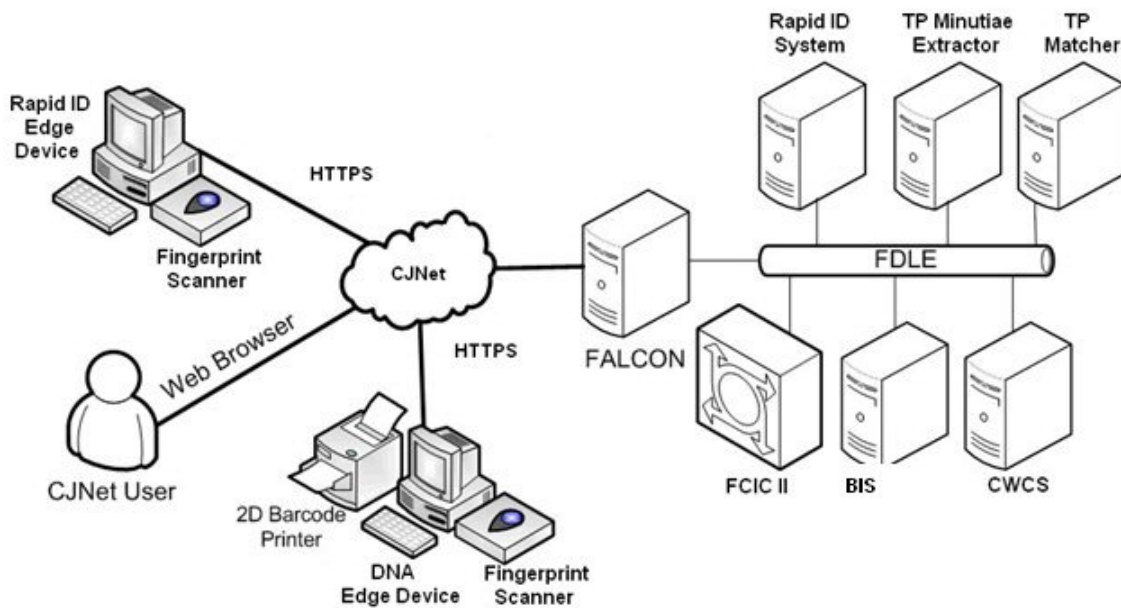 Rapid ID
System
TP Minutiae
Extractor
TP
Matcher
Rapid ID
Edge
Device
HTTPS
Fingerprint
Scanner
CJNet
FDLE
FALCON
Web Browser
HTTPS
CJNet User
2D Barcode
Printer
DNA
Edge Device
Fingerprint
Scanner
FCIC II
BIS
CWCS